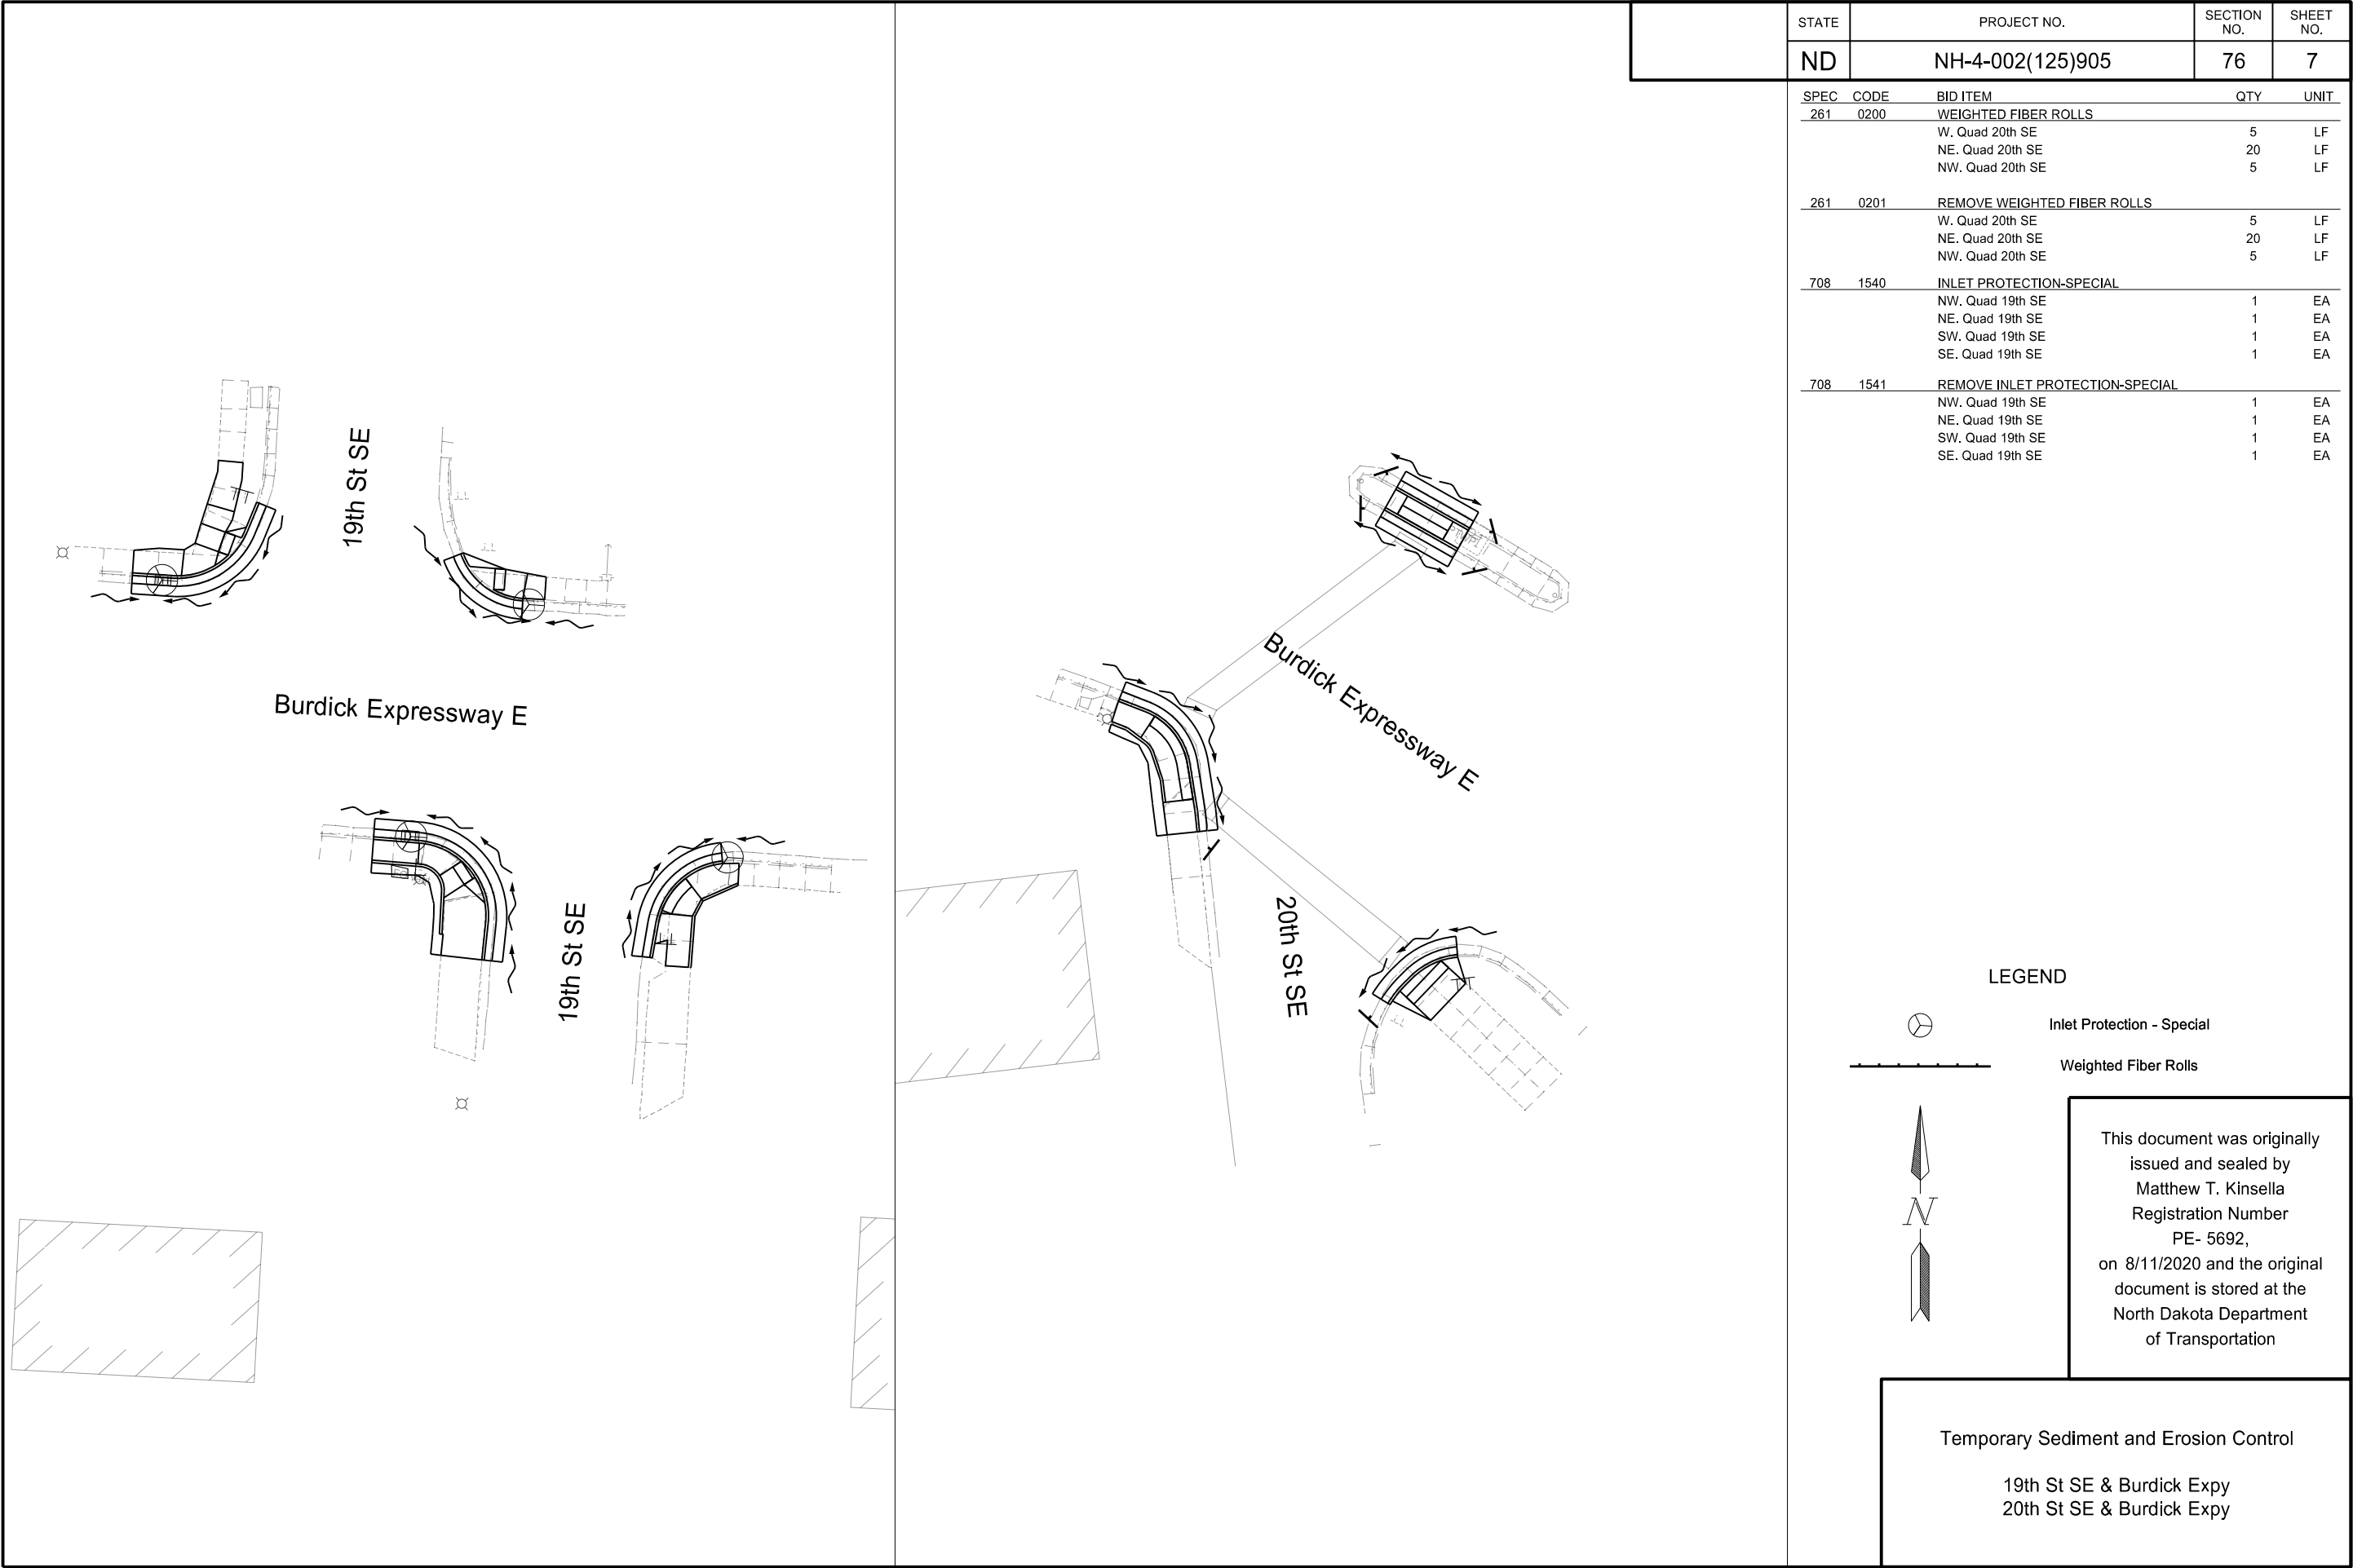 STATE PROJECT NO. SECTION NO. SHEET NO.
ND NH-4-002(125)905 76 7
SPEC CODE BID ITEM QTY UNIT
261 0200 WEIGHTED FIBER ROLLS
W. Quad 20th SE 5 LF
NE. Quad 20th SE 20 LF
NW. Quad 20th SE 5 LF
261 0201 REMOVE WEIGHTED FIBER ROLLS
W. Quad 20th SE 5 LF
NE. Quad 20th SE 20 LF
NW. Quad 20th SE 5 LF
708 1540 INLET PROTECTION-SPECIAL
NW. Quad 19th SE 1 EA
NE. Quad 19th SE 1 EA
SW. Quad 19th SE 1 EA
SE. Quad 19th SE 1 EA
708 1541 REMOVE INLET PROTECTION-SPECIAL
NW. Quad 19th SE 1 EA
NE. Quad 19th SE 1 EA
SW. Quad 19th SE 1 EA
SE. Quad 19th SE 1 EA
19th St SE
Burdick Expressway E
19th St SE
Burdick Expressway E
20th St SE
LEGEND
Inlet Protection - Special
Weighted Fiber Rolls
N
This document was originally
issued and sealed by
Matthew T. Kinsella
Registration Number
PE- 5692,
on 8/11/2020 and the original
document is stored at the
North Dakota Department
of Transportation
Temporary Sediment and Erosion Control
19th St SE & Burdick Expy
20th St SE & Burdick Expy